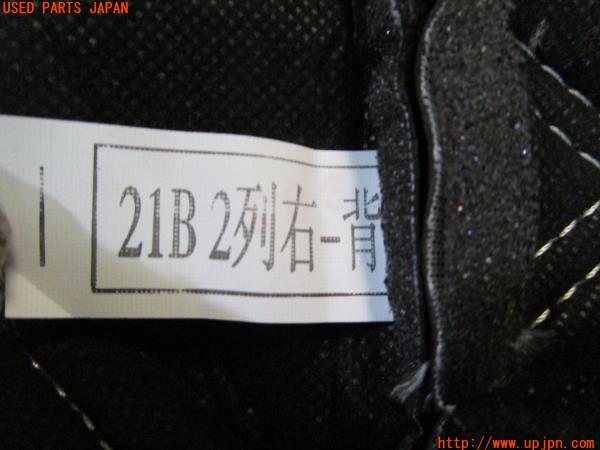 USED PARTS JAPAN
21B 2列右-背
http://www.upjpn.com